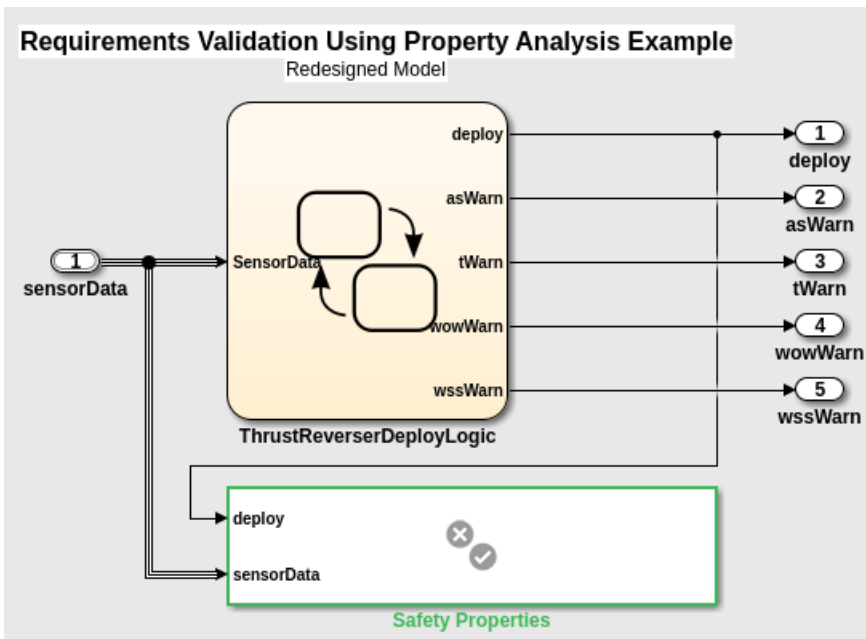 Requirements Validation Using Property Analysis Example
Redesigned Model
deploy
1
deploy
asWarn
2
asWarn
1
sensorData
SensorData
tWarn
3
tWarn
wowWarn
4
wowWarn
wssWarn
5
wssWarn
ThrustReverserDeployLogic
deploy
sensorData
Safety Properties